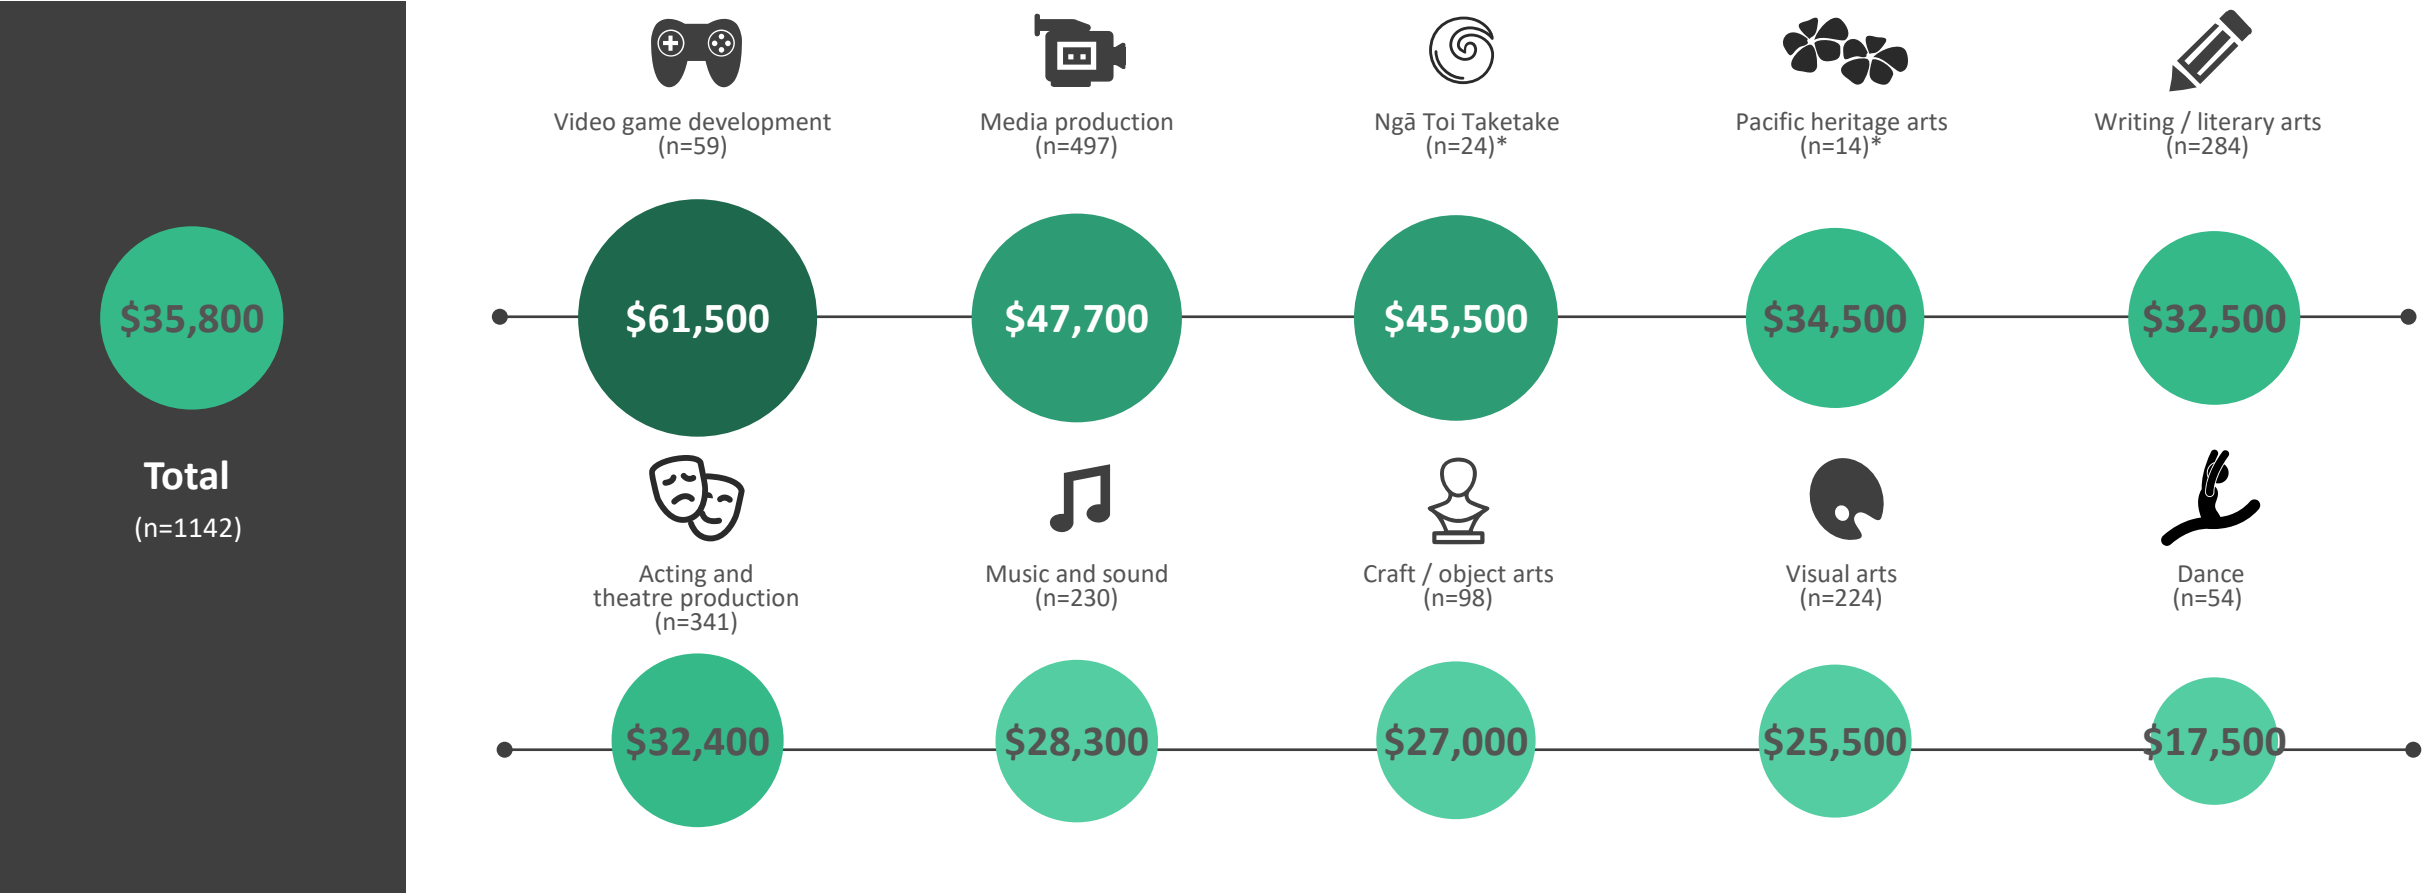 $35,800
Total
(n=1142)
Video game development
(n=59)
Media production
(n=497)
Ngā Toi Taketake
(n=24)*
Pacific heritage arts
(n=14)*
Writing / literary arts
(n=284)
$61,500
$47,700
$45,500
$34,500
$32,500
Acting and
theatre production
(n=341)
Music and sound
(n=230)
Craft / object arts
(n=98)
Visual arts
(n=224)
Dance
(n=54)
$32,400
$28,300
$27,000
$25,500
$17,500